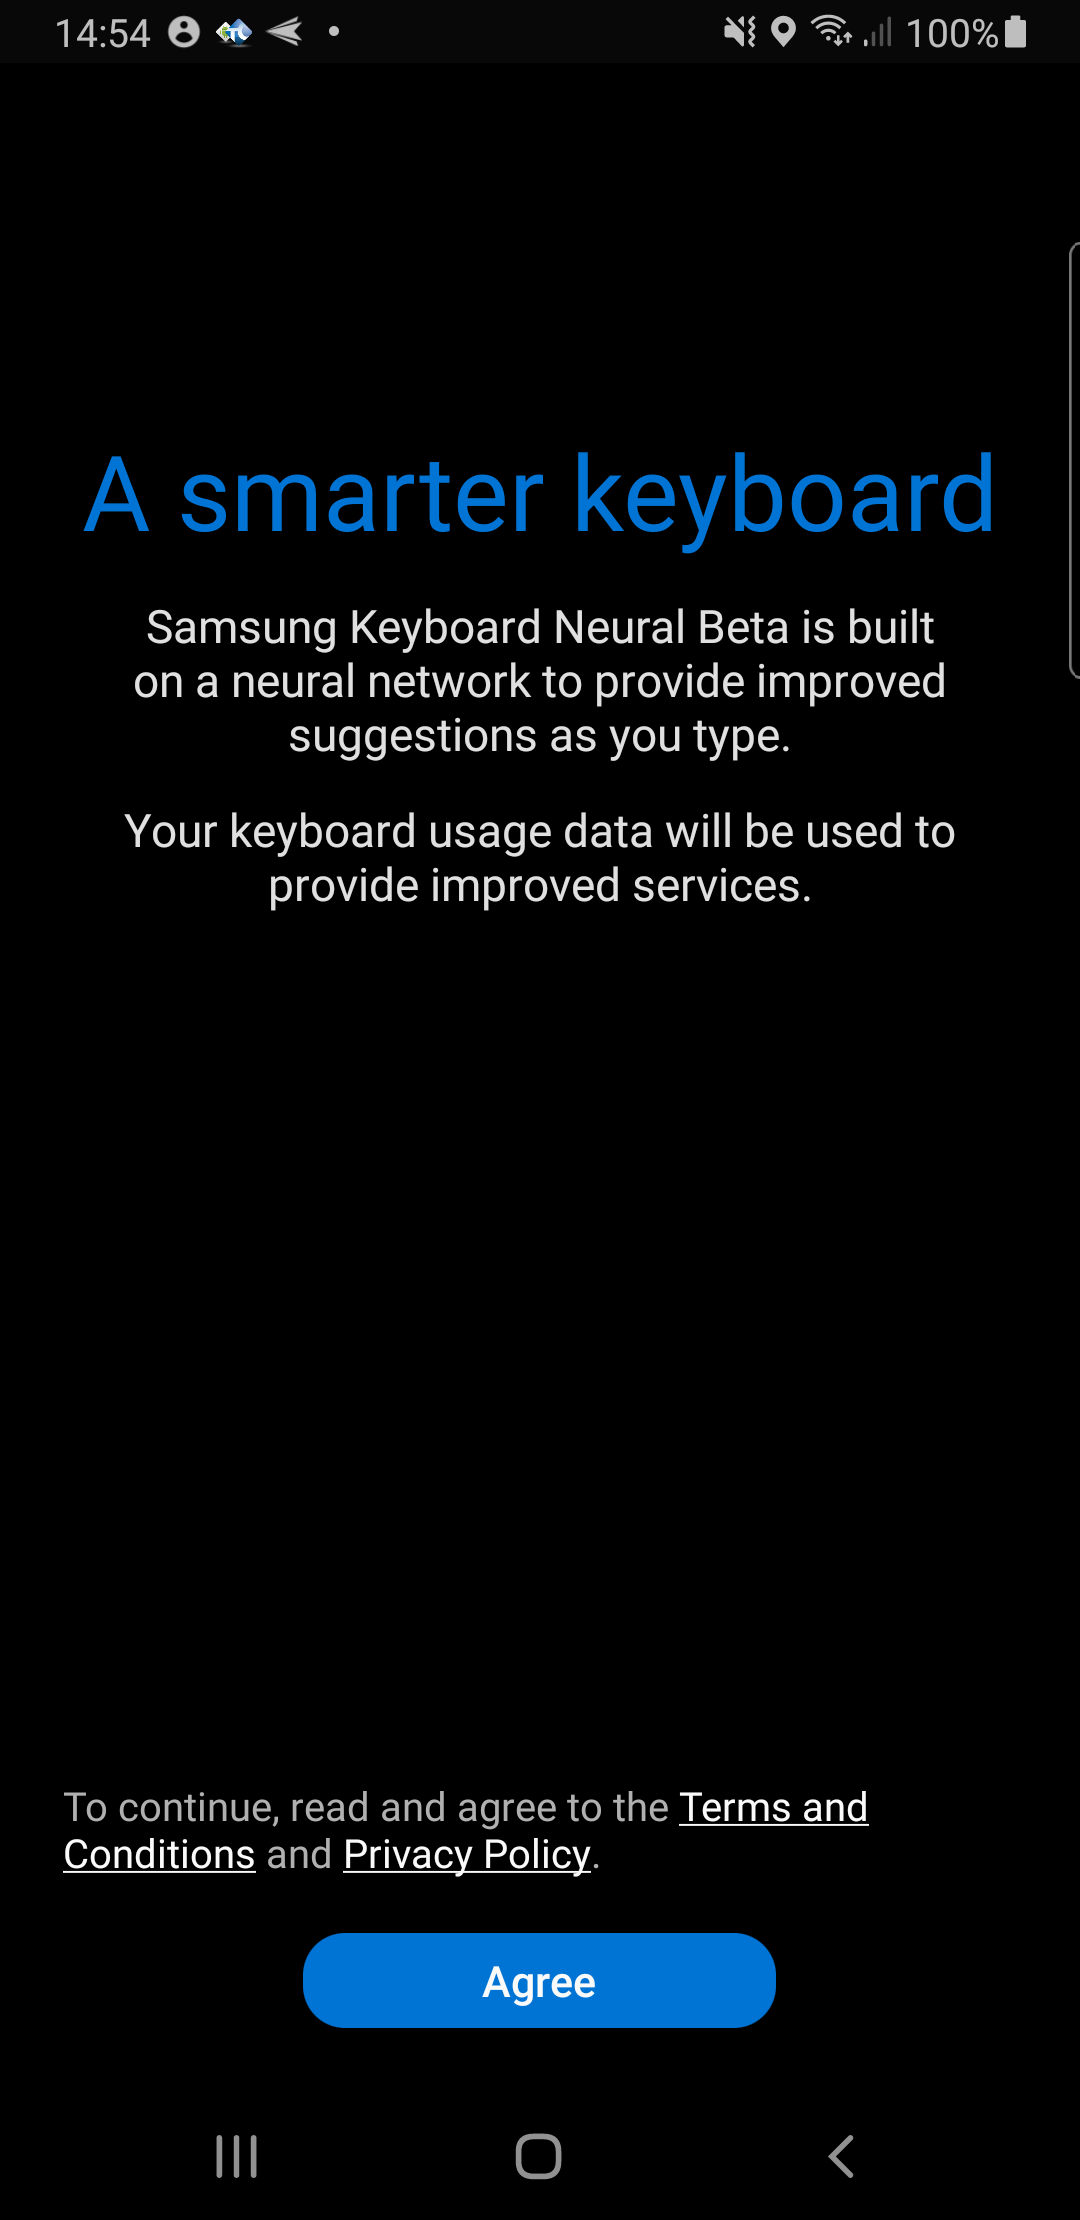 14:54
100%
A smarter keyboard
Samsung Keyboard Neural Beta is built
on a neural network to provide improved
suggestions as you type.
Your keyboard usage data will be used to
provide improved services.
To continue, read and agree to the Terms and
Conditions and Privacy Policy.
Agree